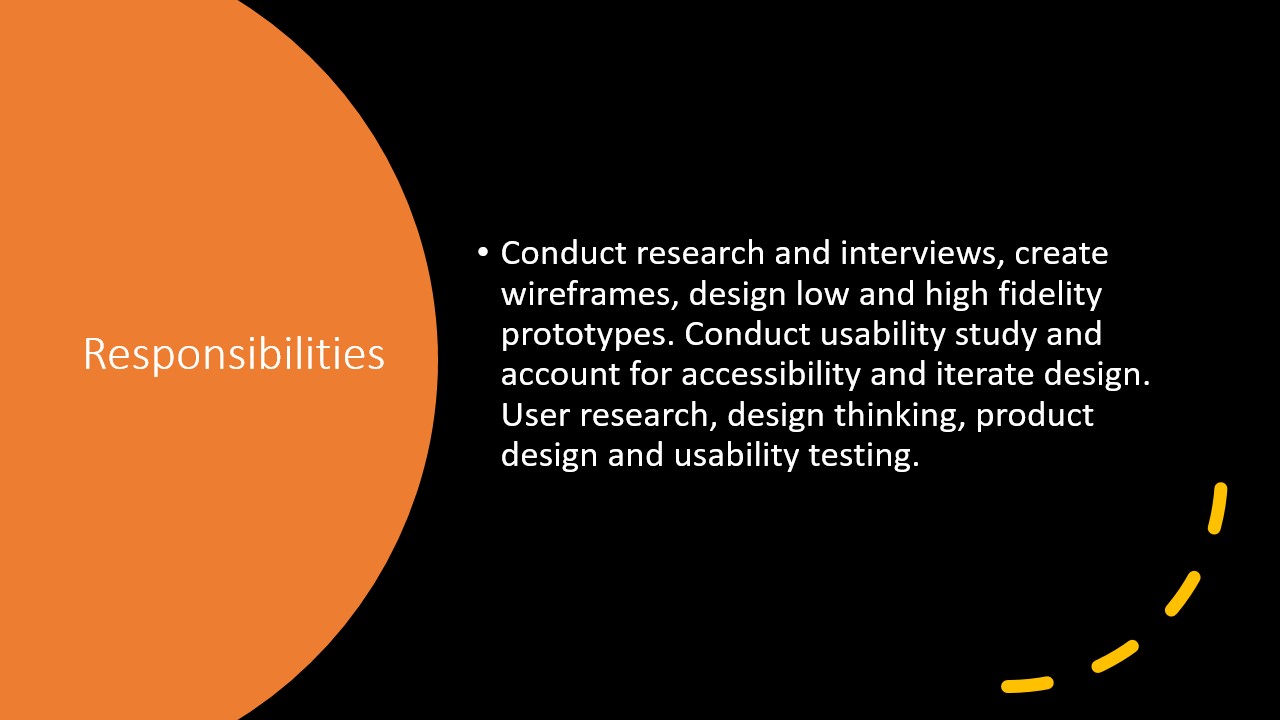 Responsibilities
• Conduct research and interviews, create
wireframes, design low and high fidelity
prototypes. Conduct usability study and
account for accessibility and iterate design.
User research, design thinking, product
design and usability testing.